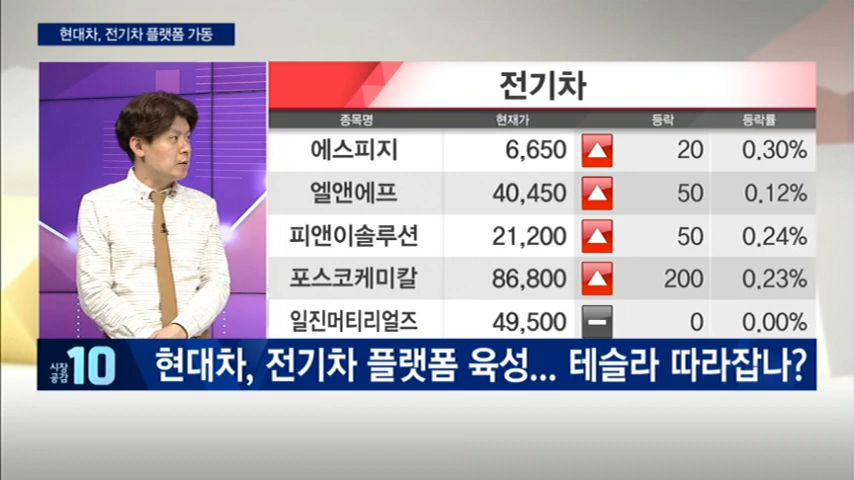 현대차, 전기차 플랫폼 가동
전기차
종목명 현재가 등락 등락률
에스피지 6,650 20 0.30%
엘앤에프 40,450 50 0.12%
피앤이솔루션 21,200 50 0.24%
포스코케미칼 86,800 200 0.23%
일진머티리얼즈 49,500 0 0.00%
시장
공감
10
현대차, 전기차 플랫폼 육성... 테슬라 따라잡나?